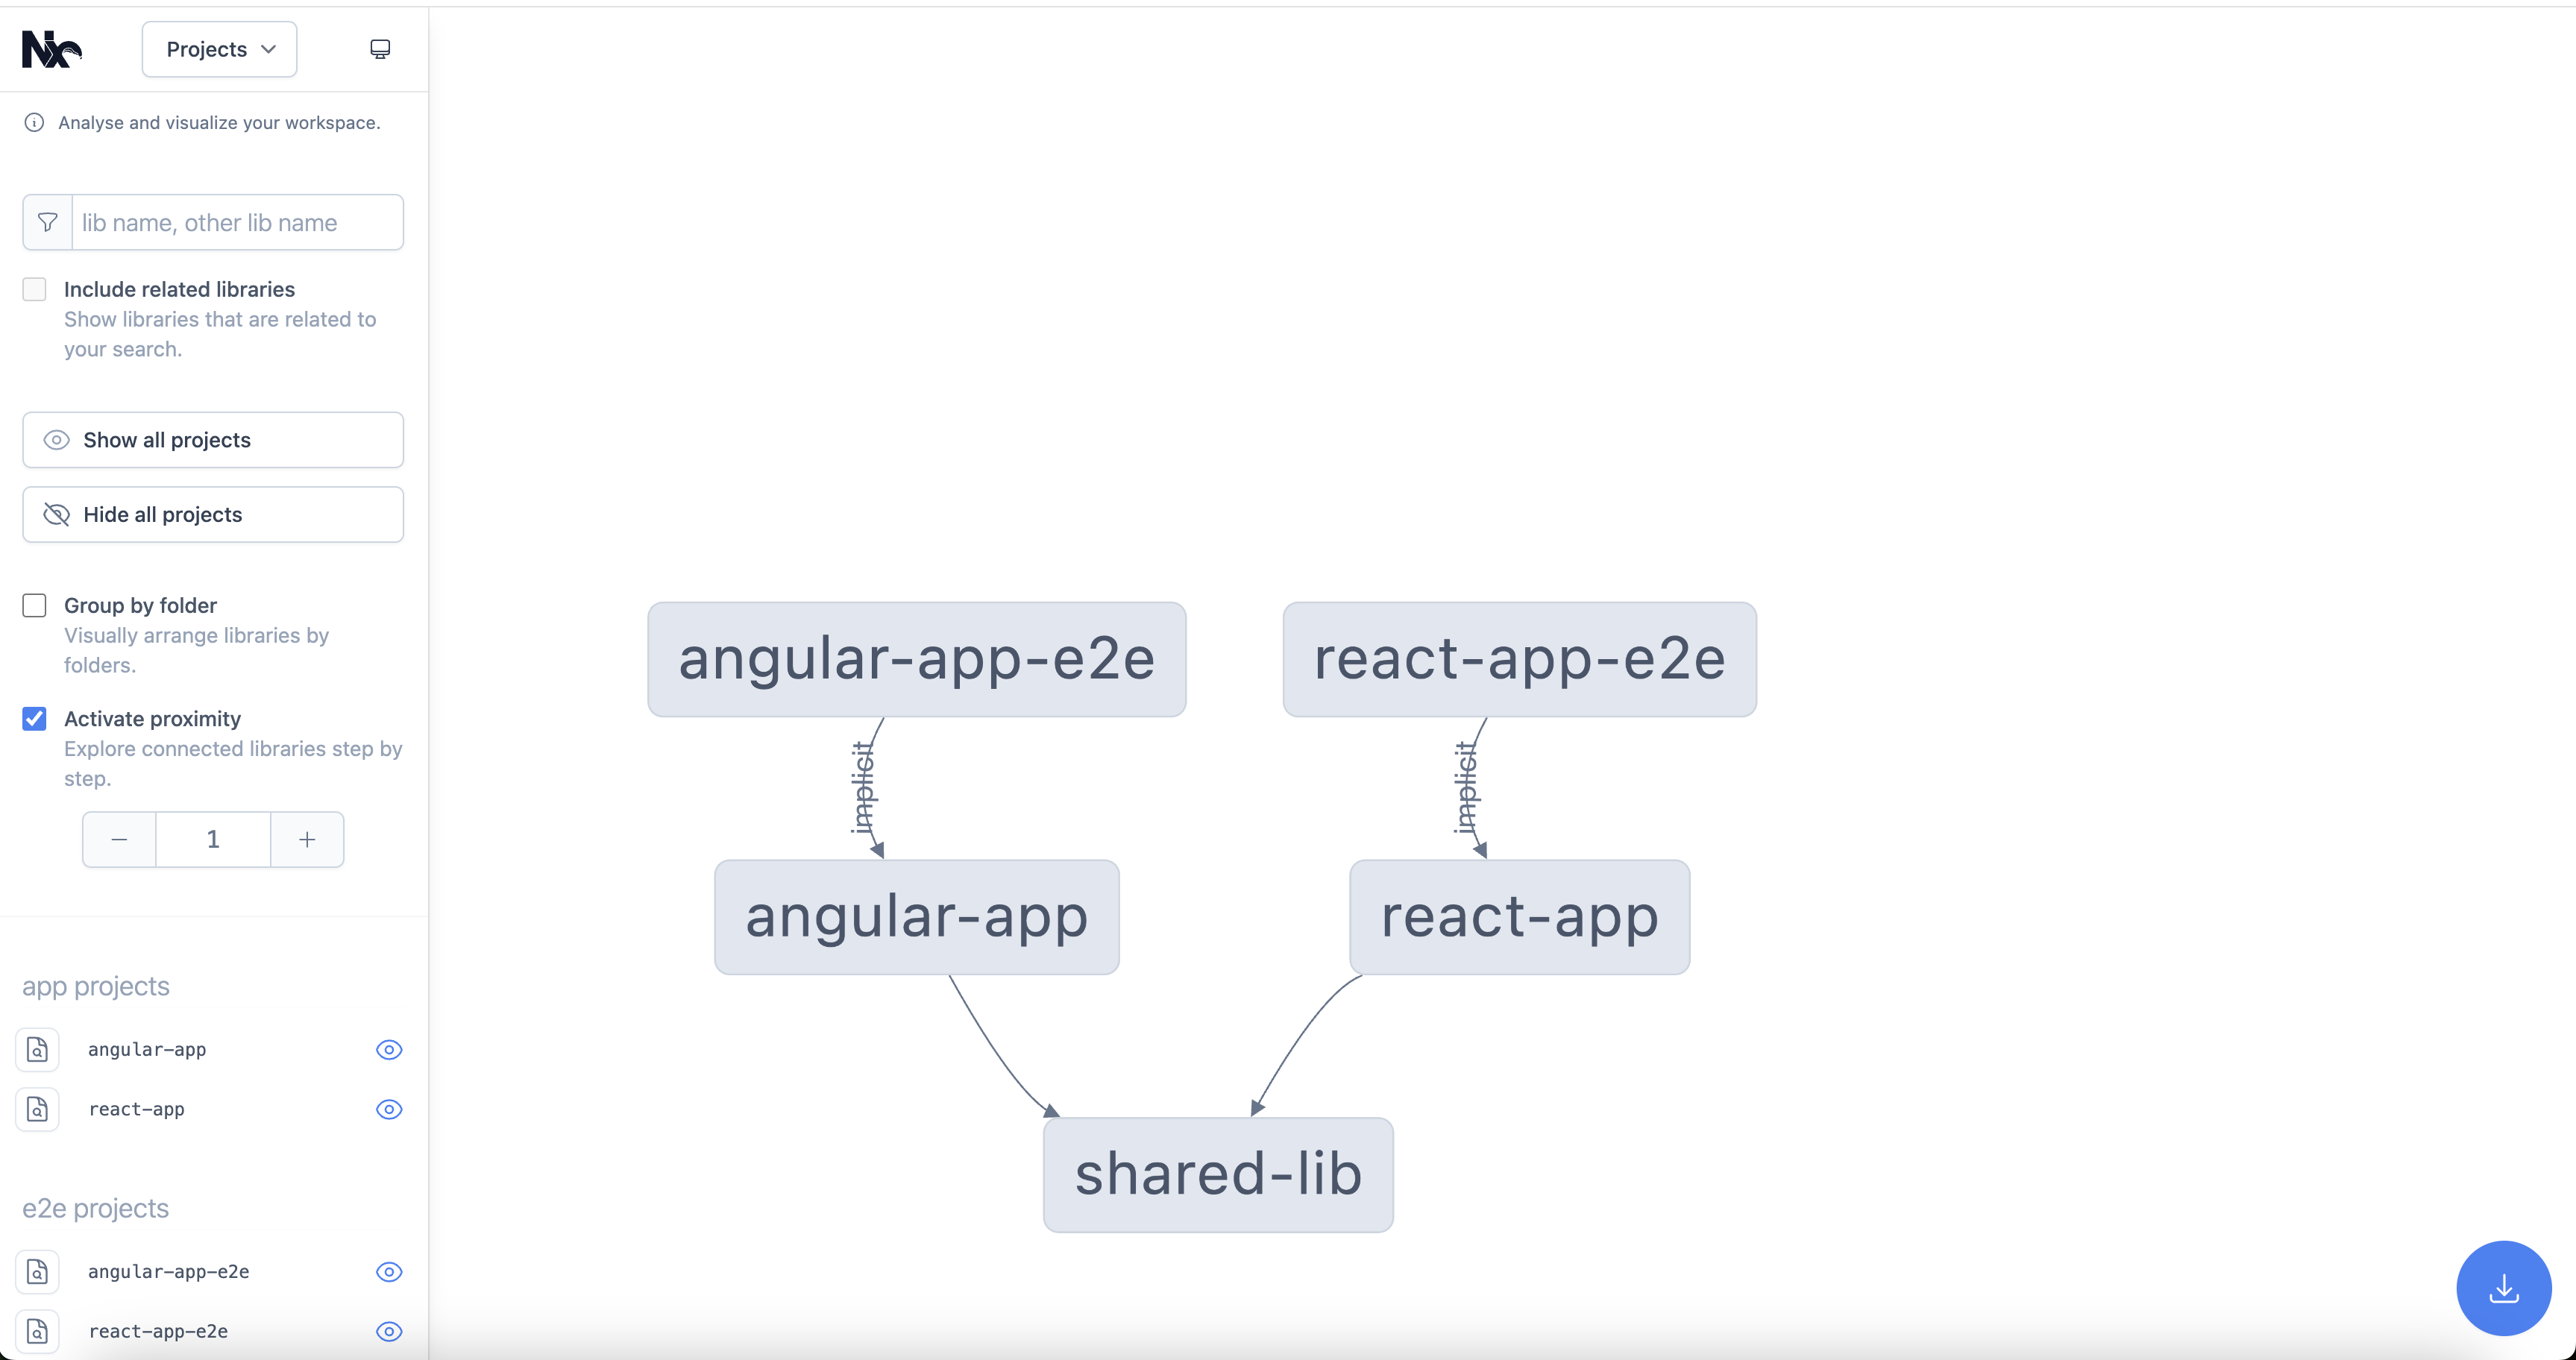 Nx
Projects
Analyse and visualize your workspace.
lib name, other lib name
Include related libraries
Show libraries that are related to
your search.
Show all projects
Hide all projects
Group by folder
Visually arrange libraries by
folders.
Activate proximity
Explore connected libraries step by
step.
1
app projects
angular-app
react-app
e2e projects
angular-app-e2e
react-app-e2e
angular-app-e2e
react-app-e2e
implicit
implicit
angular-app
react-app
shared-lib